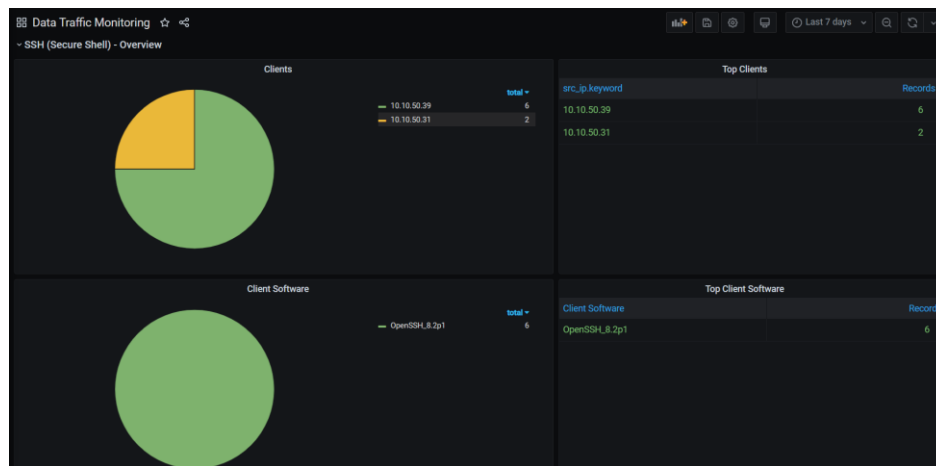 Data Traffic Monitoring
Last 7 days
SSH (Secure Shell) - Overview
Clients
total
10.10.50.39 6
10.10.50.31 2
Top Clients
src_ip.keyword Records
10.10.50.39 6
10.10.50.31 2
Client Software
total
OpenSSH_8.2p1 6
Top Client Software
Client Software Record
OpenSSH_8.2p1 6